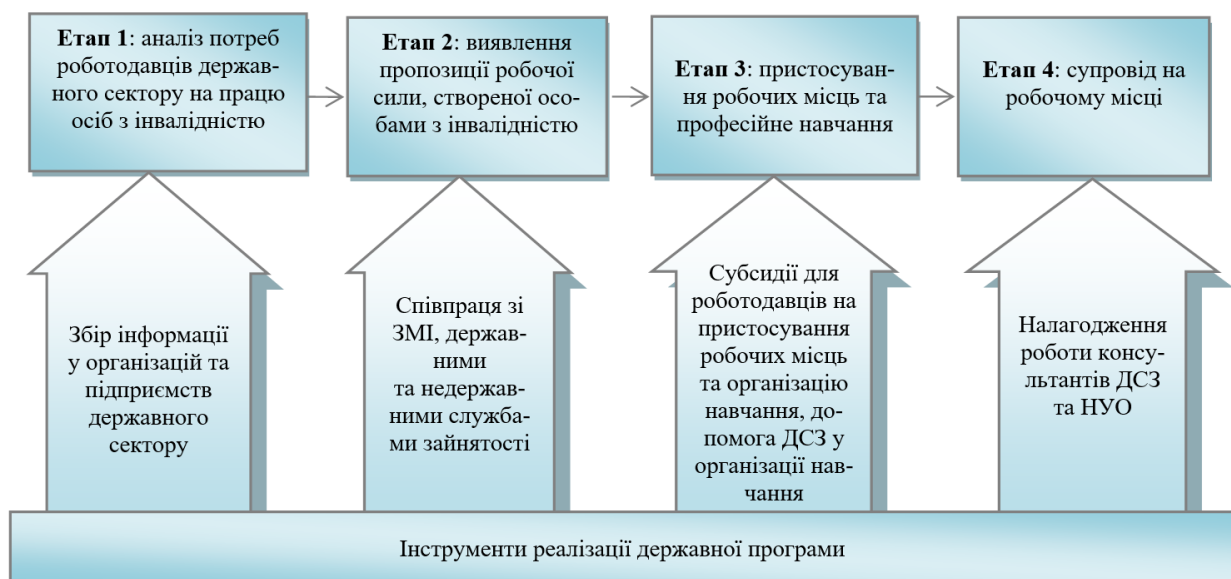 Етап 1: аналіз потреб
роботодавців держав-
ного сектору на працю
осіб з інвалідністю
Етап 2: виявлення
пропозиції робочої
сили, створеної осо-
бами з інвалідністю
Етап 3: пристосуван-
ня робочих місць та
професійне навчання
Етап 4: супровід на
робочому місці
Збір інформації
у організацій та
підприємств
державного
сектору
Співпраця зі
ЗМІ, держав-
ними
та недержав-
ними служба-
ми зайнятості
Субсидії для
роботодавців на
пристосування
робочих місць
та організацію
навчання, до-
помога ДСЗ у
організації нав-
чання
Налагодження
роботи консу-
льтантів ДСЗ
та НУО
Інструменти реалізації державної програми